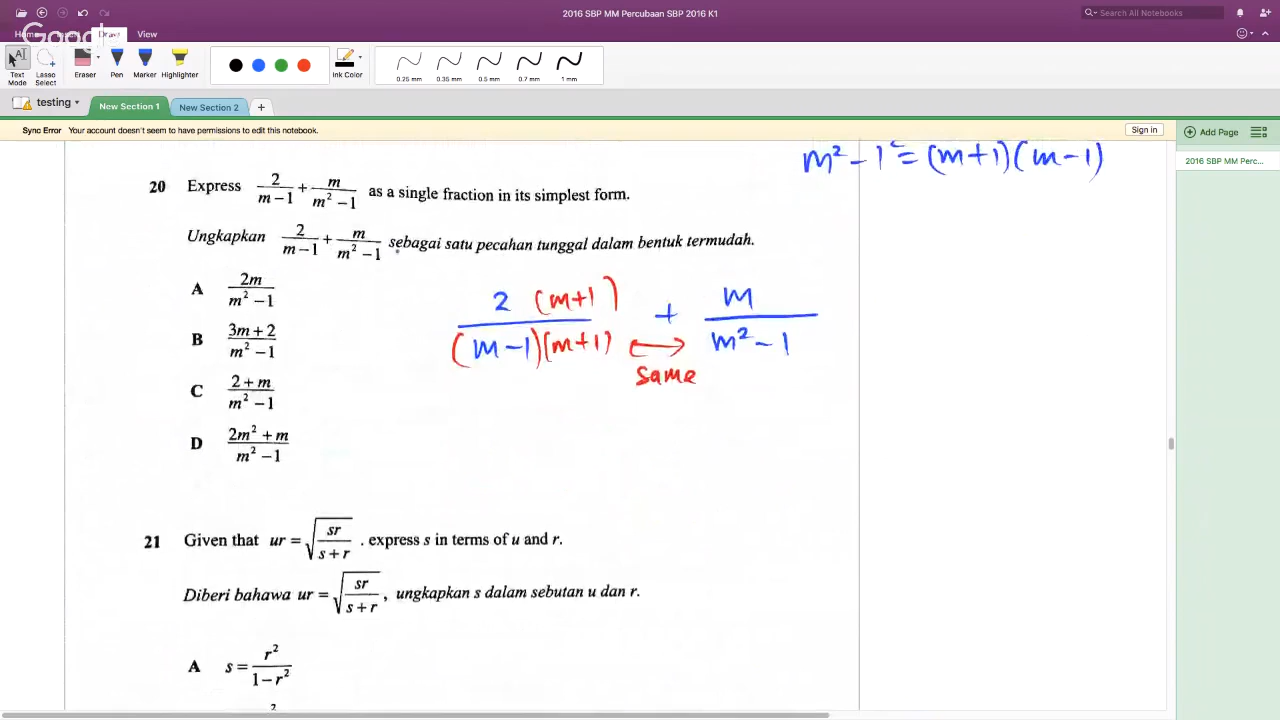 2016 SBP MM Percubaan SBP 2016 K1
Search All Notebooks
Home Insert Draw View
Google
Text Mode
Lasso Select
Eraser
Pen
Marker
Highlighter
Ink Color
0.25 mm
0.35 mm
0.5 mm
0.7 mm
1 mm
testing
New Section 1
New Section 2
+
Sync Error Your account doesn't seem to have permissions to edit this notebook.
Sign in
Add Page
2016 SBP MM Perc...
m² - 1² = (m+1)(m-1)
20 Express 2/(m-1) + m/(m² -1) as a single fraction in its simplest form.
Ungkapkan 2/(m-1) + m/(m² -1) sebagai satu pecahan tunggal dalam bentuk termudah.
A 2m/(m² -1)
B (3m + 2)/(m² -1)
C (2 + m)/(m² -1)
D (2m² + m)/(m² -1)
2 (m+1)/(m-1)(m+1) + m/(m² - 1)
same
21 Given that ur = √(sr/(s + r)) . express s in terms of u and r.
Diberi bahawa ur = √(sr/(s + r)) , ungkapkan s dalam sebutan u dan r.
A s = r²/(1 - r²)